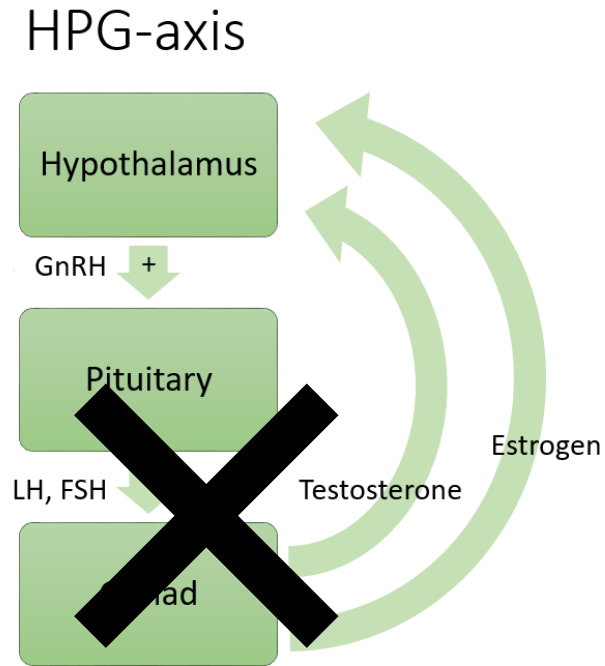 HPG-axis
Hypothalamus
GnRH +
Pituitary
LH, FSH
Testosterone
Estrogen